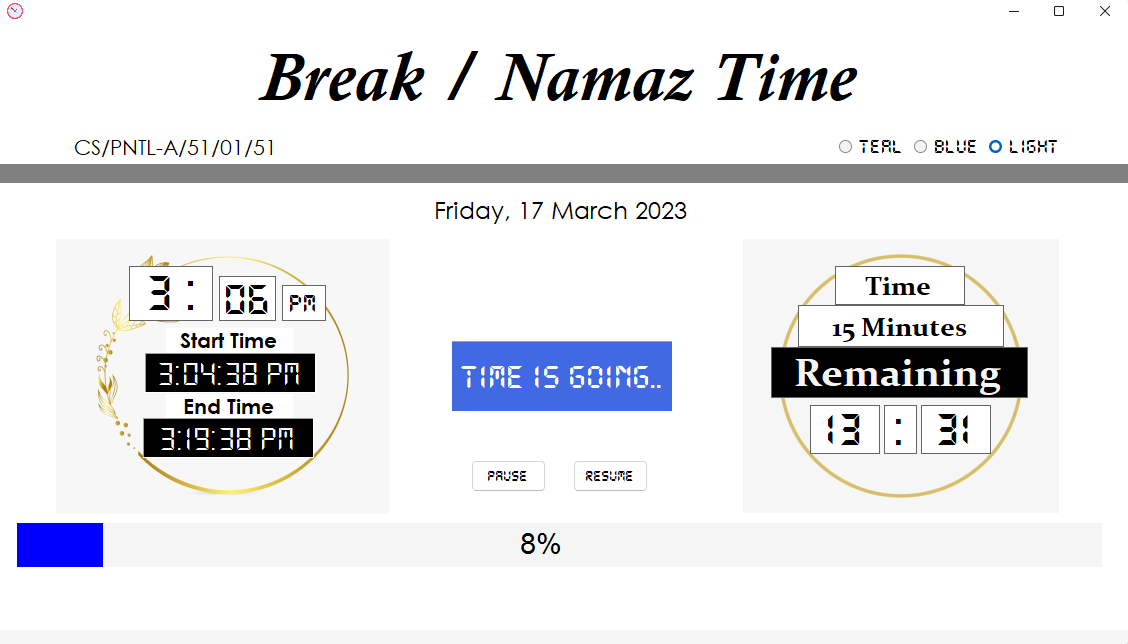 Break / Namaz Time
CS/PNTL-A/51/01/51
TEAL BLUE LIGHT
Friday, 17 March 2023
3 : 06 PM
Start Time
3:04:38 PM
End Time
3:19:38 PM
TIME IS GOING..
PAUSE RESUME
Time
15 Minutes
Remaining
13 : 31
8%